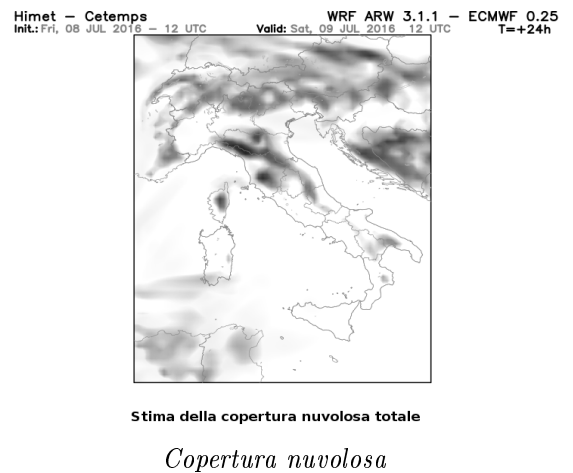 Himet – Cetemps WRF ARW 3.1.1 – ECMWF 0.25
Init.: Fri, 08 JUL 2016 – 12 UTC Valid: Sat, 09 JUL 2016 12 UTC T=+24h
Stima della copertura nuvolosa totale
Copertura nuvolosa